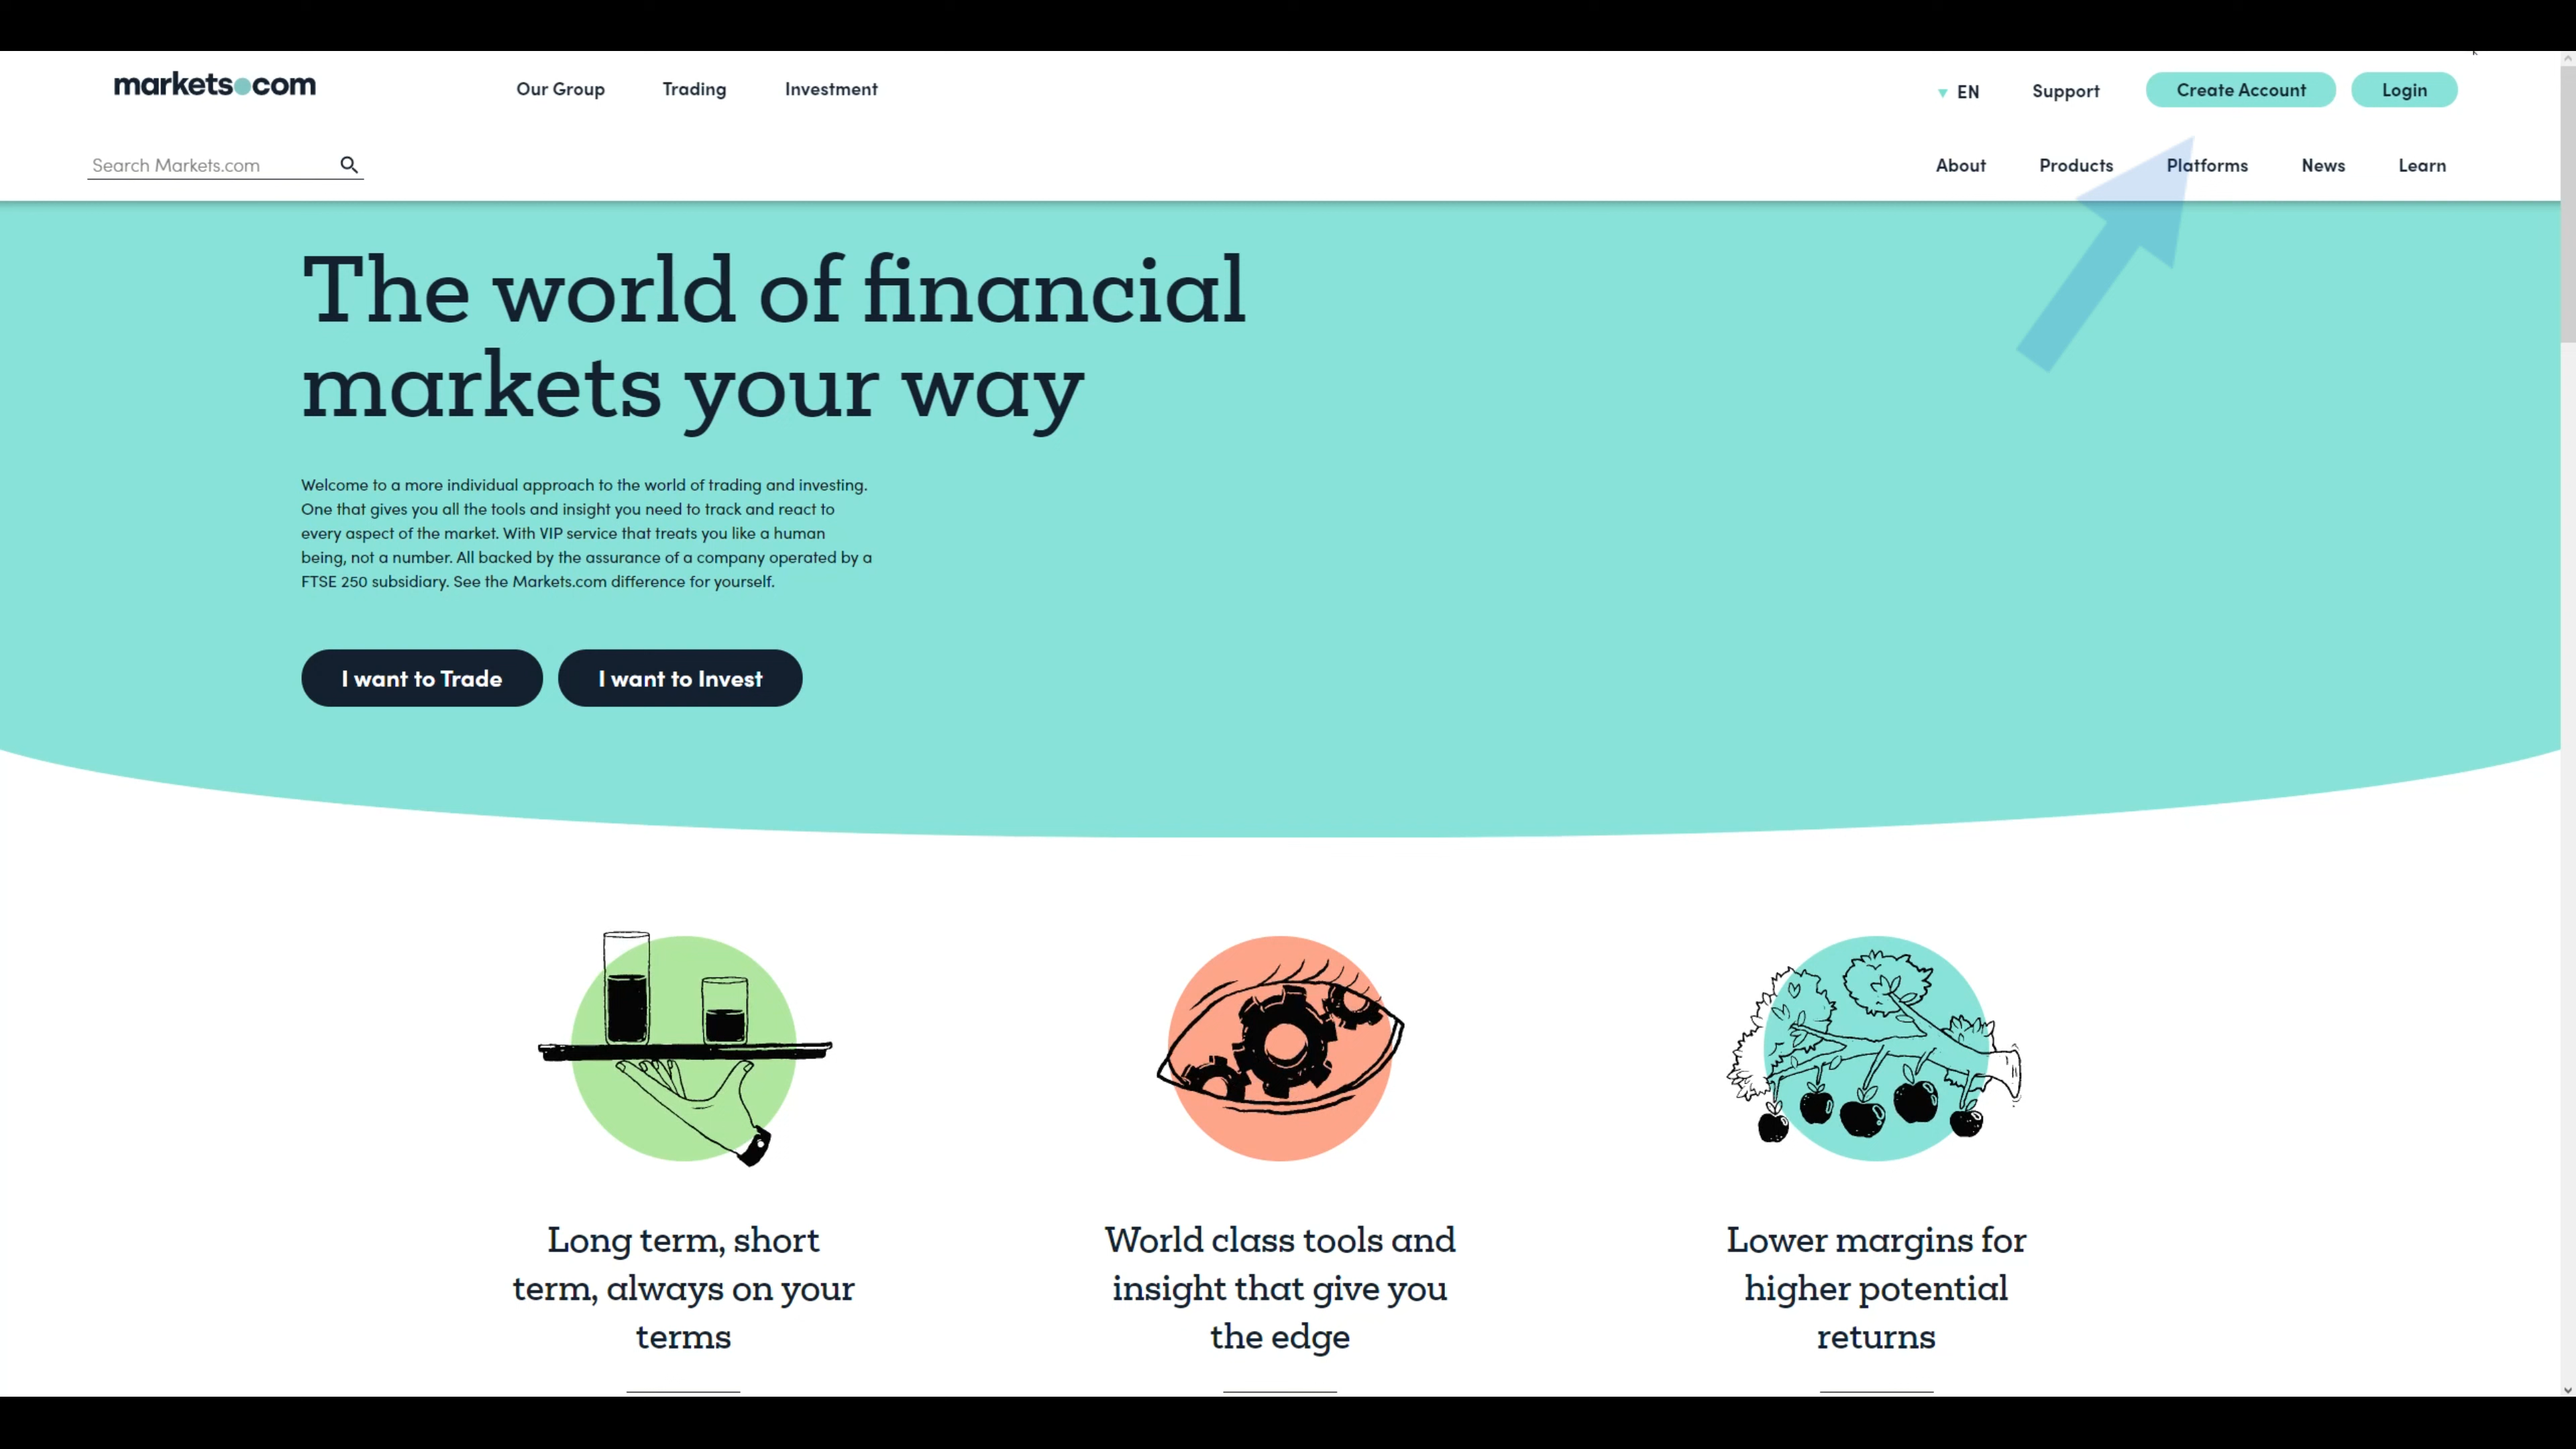 markets.com
Our Group
Trading
Investment
EN
Support
Create Account
Login
Search Markets.com
About
Products
Platforms
News
Learn
The world of financial
markets your way
Welcome to a more individual approach to the world of trading and investing.
One that gives you all the tools and insight you need to track and react to
every aspect of the market. With VIP service that treats you like a human
being, not a number. All backed by the assurance of a company operated by a
FTSE 250 subsidiary. See the Markets.com difference for yourself.
I want to Trade
I want to Invest
Long term, short
term, always on your
terms
World class tools and
insight that give you
the edge
Lower margins for
higher potential
returns